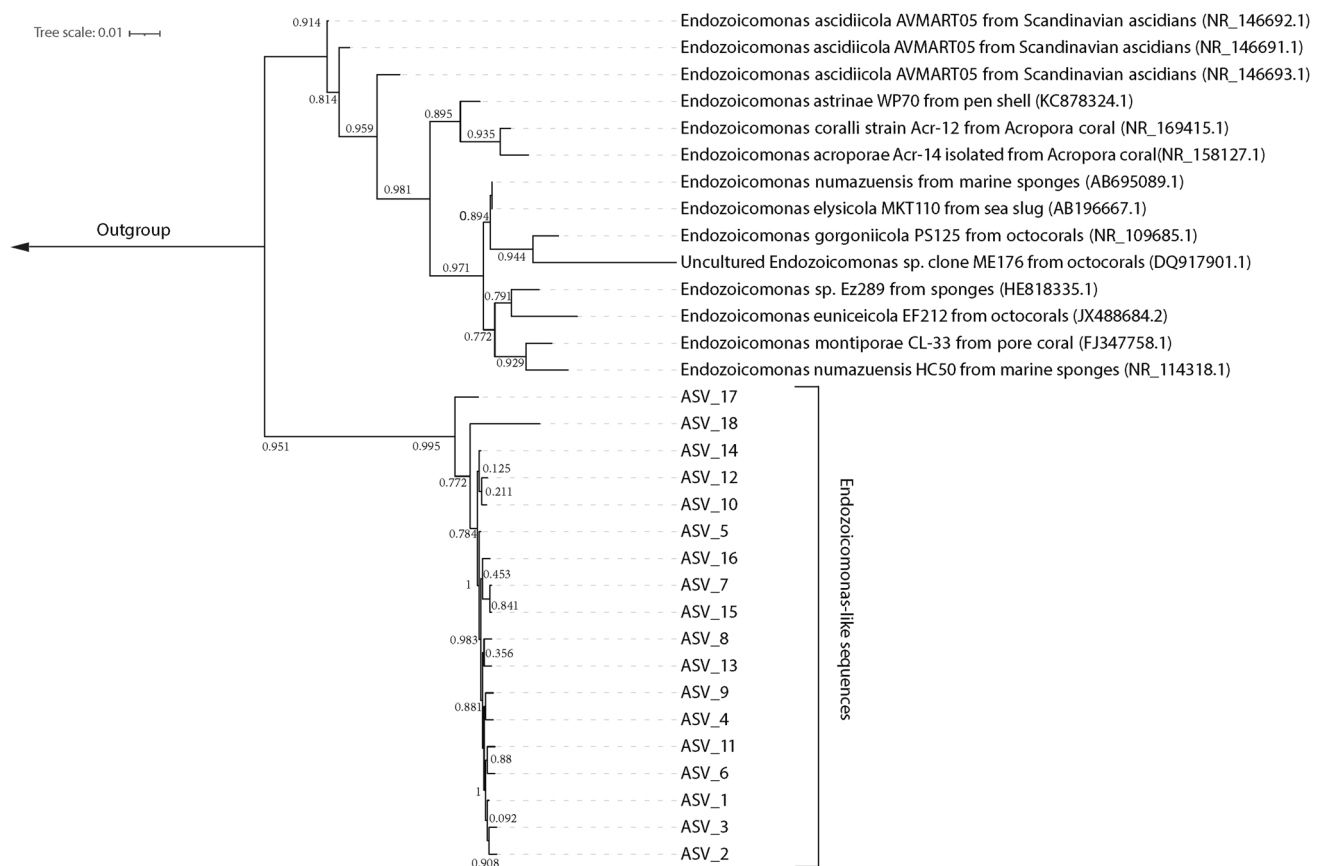 0.914
Endozoicomonas ascidiicola AVMART05 from Scandinavian ascidians (NR_146692.1)
Tree scale: 0.01
Endozoicomonas ascidiicola AVMART05 from Scandinavian ascidians (NR_146691.1)
Endozoicomonas ascidiicola AVMART05 from Scandinavian ascidians (NR_146693.1)
0.814
Endozoicomonas astrinae WP70 from pen shell (KC878324.1)
0.895
0.959
Endozoicomonas coralli strain Acr-12 from Acropora coral (NR_169415.1)
0.935
Endozoicomonas acroporae Acr-14 isolated from Acropora coral(NR_158127.1)
0.981
Endozoicomonas numazuensis from marine sponges (AB695089.1)
Endozoicomonas elysicola MKT110 from sea slug (AB196667.1)
0.894
Outgroup
Endozoicomonas gorgoniicola PS125 from octocorals (NR_109685.1)
0.944
Uncultured Endozoicomonas sp. clone ME176 from octocorals (DQ917901.1)
0.971
Endozoicomonas sp. Ez289 from sponges (HE818335.1)
0.791
Endozoicomonas euniceicola EF212 from octocorals (JX488684.2)
0.772
Endozoicomonas montiporae CL-33 from pore coral (FJ347758.1)
0.929
Endozoicomonas numazuensis HC50 from marine sponges (NR_114318.1)
ASV_17
ASV_18
0.951
0.995
ASV_14
0.125
0.772
ASV_12
0.211
ASV_10
0.784
ASV_5
ASV_16
0.453
1
ASV_7
0.841
ASV_15
0.983
ASV_8
0.356
ASV_13
ASV_9
0.881
ASV_4
ASV_11
0.88
ASV_6
1
ASV_1
0.092
ASV_3
ASV_2
0.908
Endozoicomonas-like sequences